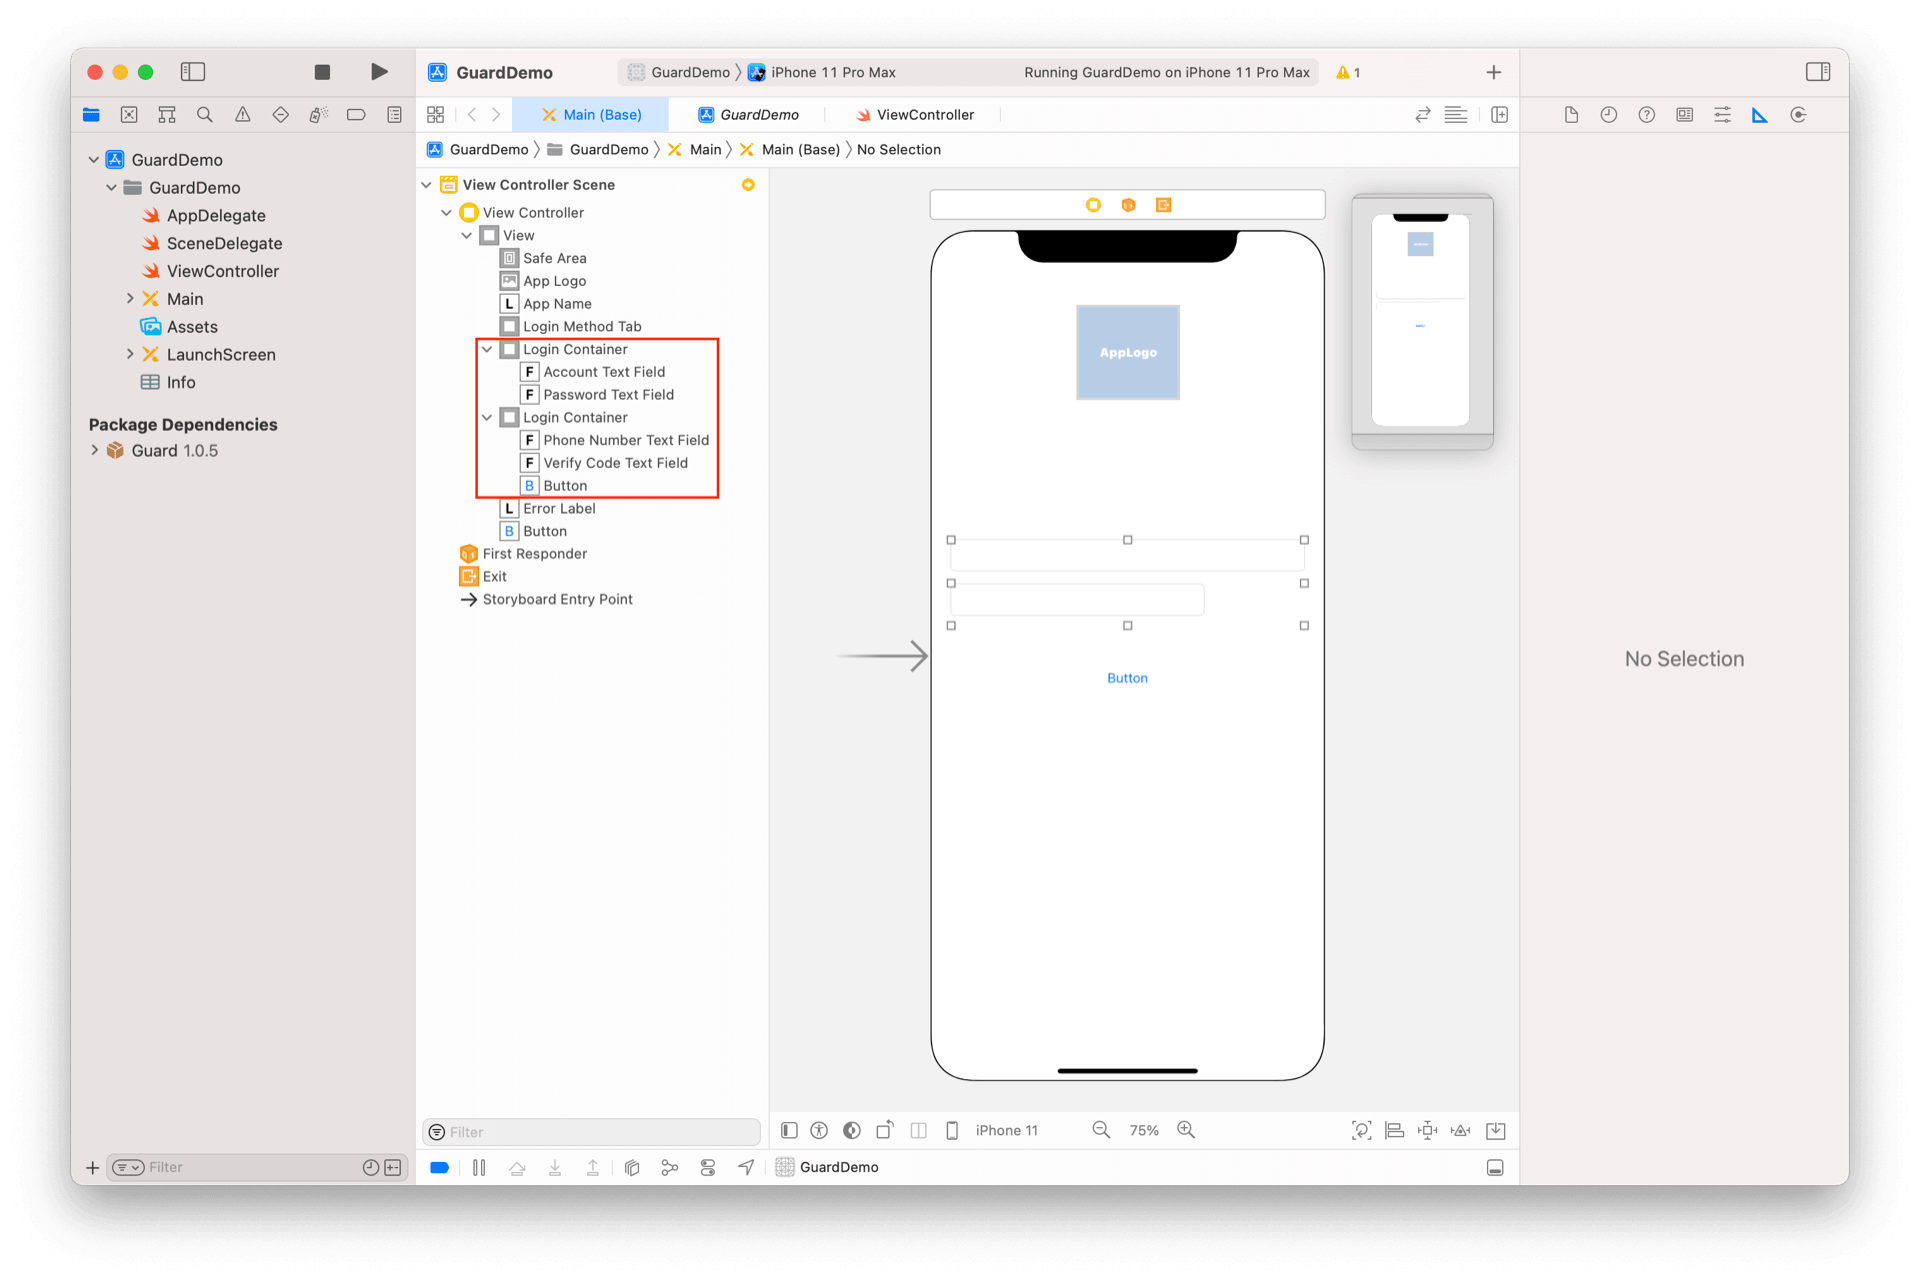 GuardDemo
GuardDemo
iPhone 11 Pro Max
Running GuardDemo on iPhone 11 Pro Max
1
Main (Base)
GuardDemo
ViewController
GuardDemo
GuardDemo
Main
Main (Base)
No Selection
GuardDemo
GuardDemo
AppDelegate
SceneDelegate
ViewController
Main
Assets
LaunchScreen
Info
Package Dependencies
Guard 1.0.5
Filter
View Controller Scene
View Controller
View
Safe Area
App Logo
L App Name
Login Method Tab
Login Container
F Account Text Field
F Password Text Field
Login Container
F Phone Number Text Field
F Verify Code Text Field
B Button
L Error Label
B Button
First Responder
Exit
Storyboard Entry Point
Filter
AppLogo
Button
iPhone 11
75%
GuardDemo
No Selection